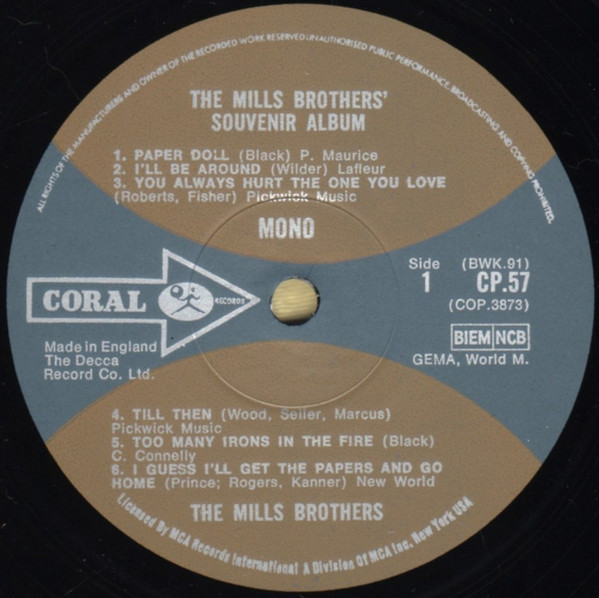 ALL RIGHTS OF THE MANUFACTURERS AND OWNER OF THE RECORDED WORK RESERVED UNAUTHORISED PUBLIC PERFORMANCE, BROADCASTING AND COPYING PROHIBITED.
THE MILLS BROTHERS'
SOUVENIR ALBUM
1. PAPER DOLL (Black) P. Maurice
2. I'LL BE AROUND (Wilder) Lafleur
3. YOU ALWAYS HURT THE ONE YOU LOVE
(Roberts, Fisher) Pickwick Music
MONO
CORAL RECORDS
Made in England
The Decca
Record Co. Ltd.
Side (BWK.91)
1 CP.57
(COP.3873)
BIEM NCB
GEMA, World M.
4. TILL THEN (Wood, Seiler, Marcus)
Pickwick Music
5. TOO MANY IRONS IN THE FIRE (Black)
C. Connelly
6. I GUESS I'LL GET THE PAPERS AND GO
HOME (Prince; Rogers, Kanner) New World
THE MILLS BROTHERS
Licensed By MCA Records International A Division Of MCA Inc. New York USA